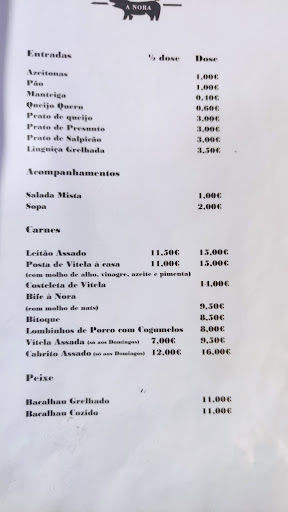 A NORA
Entradas ½ dose Dose
Azeitonas 1,00€
Pão 1,00€
Manteiga 0,40€
Queijo Quero 0,60€
Prato de queijo 3,00€
Prato de Presunto 3,00€
Prato de Salpicão 3,00€
Linguiça Grelhada 3,50€
Acompanhamentos
Salada Mista 1,00€
Sopa 2,00€
Carnes
Leitão Assado 11,50€ 15,00€
Posta de Vitela à casa 11,00€ 15,00€
(com molho de alho, vinagre, azeite e pimenta)
Costeleta de Vitela 14,00€
Bife à Nora
(com molho de nats) 9,50€
Bitoque 8,50€
Lombinhos de Porco com Cogumelos 8,00€
Vitela Assada (só aos Domingos) 7,00€ 9,50€
Cabrito Assado (só aos Domingos) 12,00€ 16,00€
Peixe
Bacalhau Grelhado 11,00€
Bacalhau Cozido 11,00€